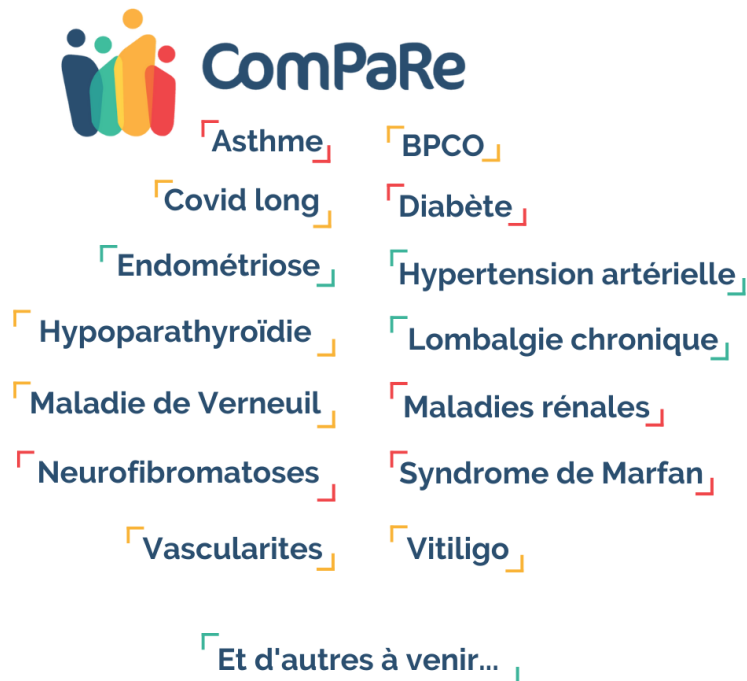 ComPaRe
Asthme
BPCO
Covid long
Diabète
Endométriose
Hypertension artérielle
Hypoparathyroïdie
Lombalgie chronique
Maladie de Verneuil
Maladies rénales
Neurofibromatoses
Syndrome de Marfan
Vascularites
Vitiligo
Et d'autres à venir...